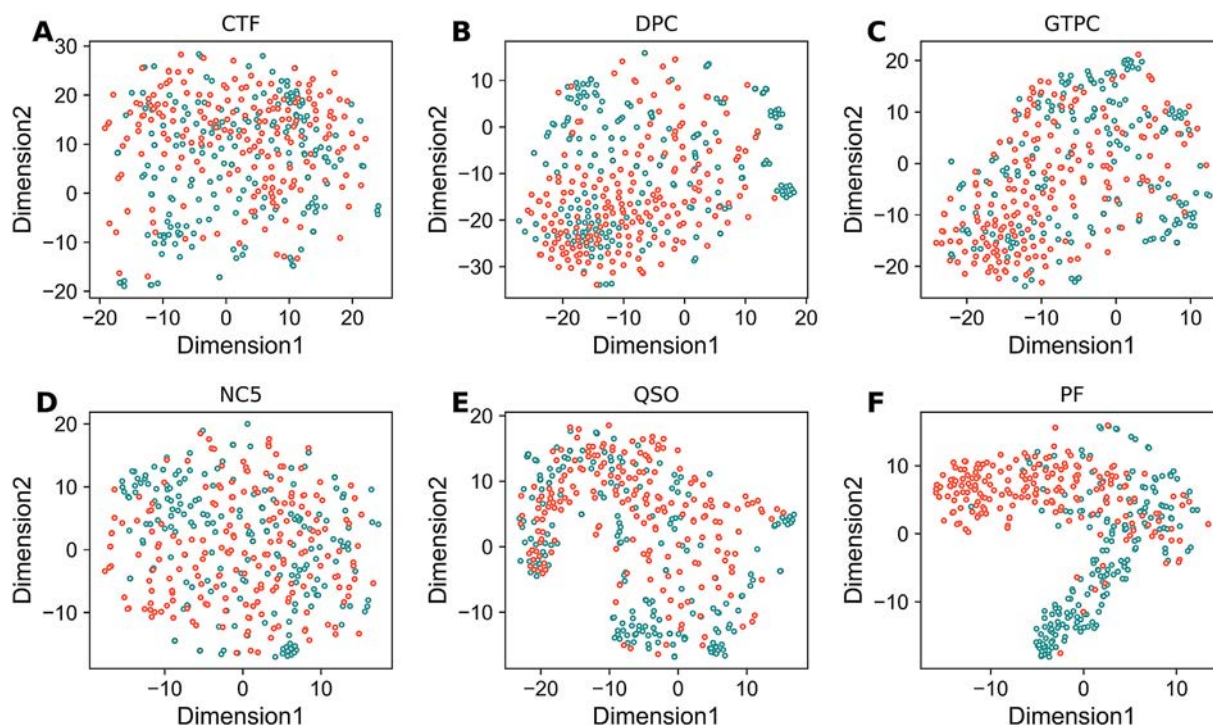 A CTF
Dimension2
30
20
10
0
−10
−20
−20 −10 0 10 20
Dimension1
B DPC
Dimension2
10
0
−10
−20
−30
−20 −10 0 10 20
Dimension1
C GTPC
Dimension2
20
10
0
−10
−20
−20 −10 0 10
Dimension1
D NC5
Dimension2
20
10
0
−10
−10 0 10
Dimension1
E QSO
Dimension2
20
10
0
−10
−20 −10 0 10
Dimension1
F PF
Dimension2
10
0
−10
−10 0 10
Dimension1